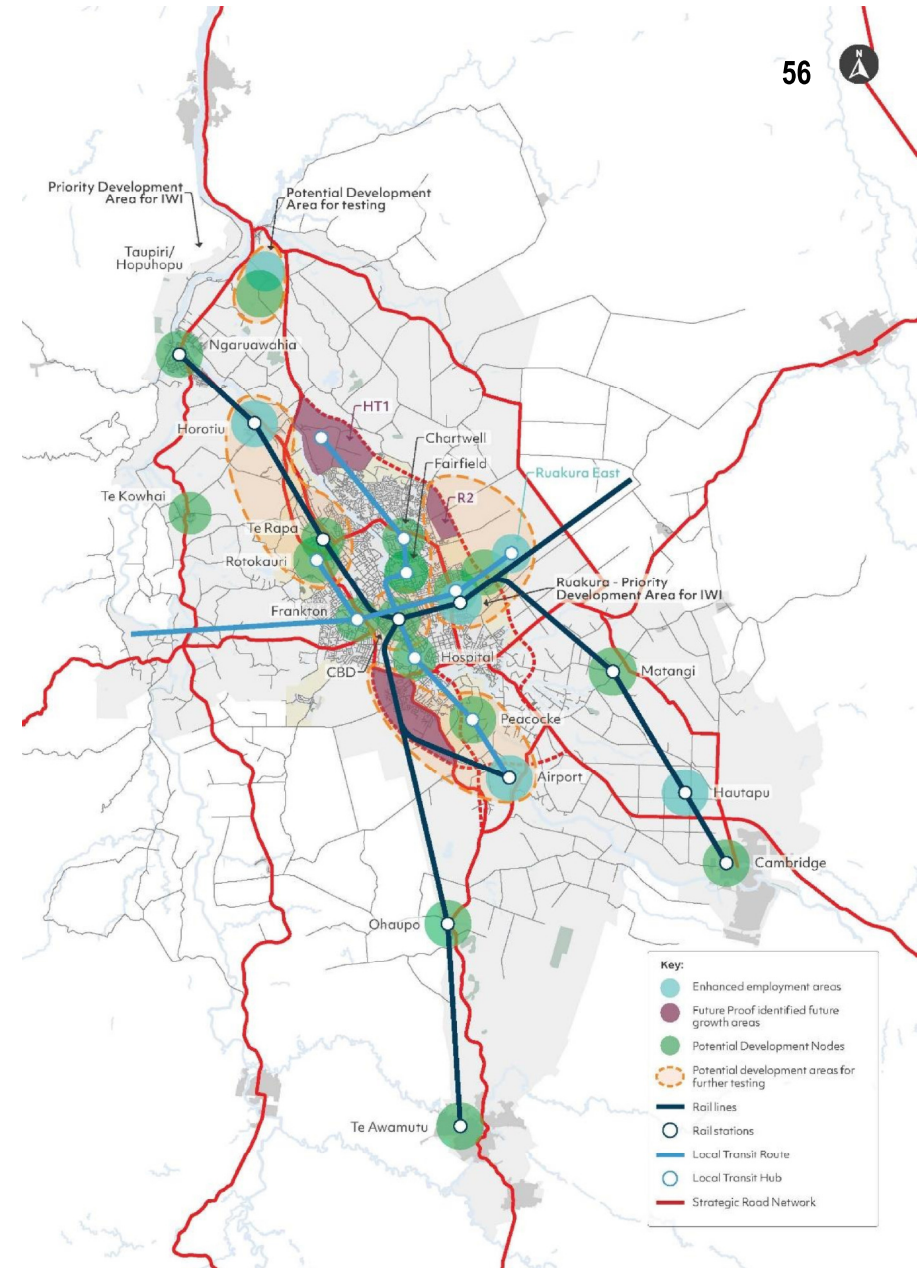 56
N
Priority Development
Area for IWI
Potential Development
Area for testing
Taupiri/
Hopuhopu
Ngaruawahia
HT1
Horotiu
Chartwell
Fairfield
Ruakura East
Te Kowhai
R2
Te Rapa
Rotokauri
Ruakura - Priority
Development Area for IWI
Frankton
CBD
Hospital
Matangi
Peacocke
Airport
Hautapu
Cambridge
Ohaupo
Te Awamutu
Key:
Enhanced employment areas
Future Proof identified future
growth areas
Potential Development Nodes
Potential development areas for
further testing
Rail lines
Rail stations
Local Transit Route
Local Transit Hub
Strategic Road Network